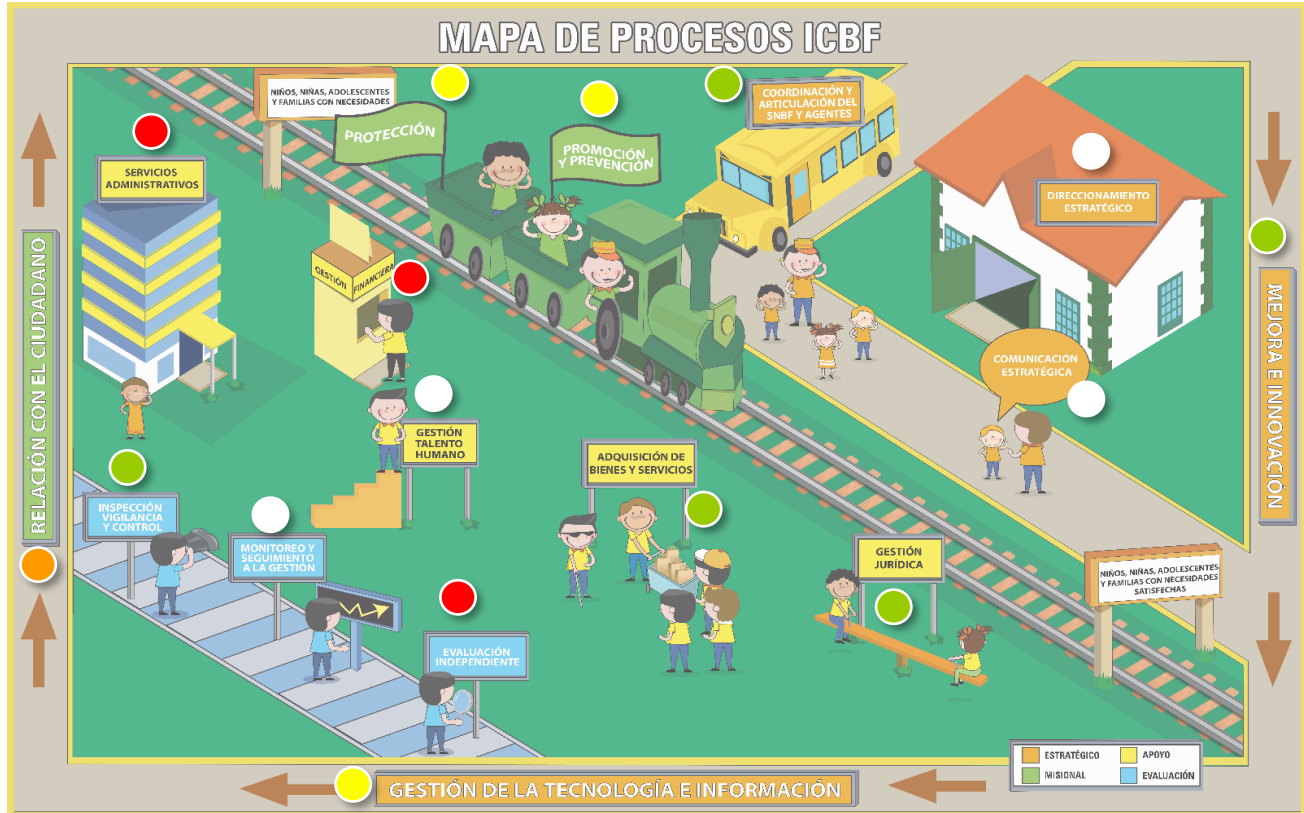 MAPA DE PROCESOS ICBF
NIÑOS, NIÑAS, ADOLESCENTES
Y FAMILIAS CON NECESIDADES
PROTECCIÓN
PROMOCIÓN
Y PREVENCIÓN
COORDINACIÓN Y
ARTICULACIÓN DEL
SNBF Y AGENTES
SERVICIOS
ADMINISTRATIVOS
DIRECCIONAMIENTO
ESTRATÉGICO
GESTIÓN
FINANCIERA
RELACIÓN CON EL CIUDADANO
MEJORA E INNOVACIÓN
COMUNICACIÓN
ESTRATÉGICA
GESTIÓN
TALENTO
HUMANO
ADQUISICIÓN DE
BIENES Y SERVICIOS
INSPECCIÓN
VIGILANCIA
Y CONTROL
MONITOREO Y
SEGUIMIENTO
A LA GESTIÓN
GESTIÓN
JURÍDICA
NIÑOS, NIÑAS, ADOLESCENTES
Y FAMILIAS CON NECESIDADES
SATISFECHAS
EVALUACIÓN
INDEPENDIENTE
ESTRATÉGICO
APOYO
MISIONAL
EVALUACIÓN
GESTIÓN DE LA TECNOLOGÍA E INFORMACIÓN